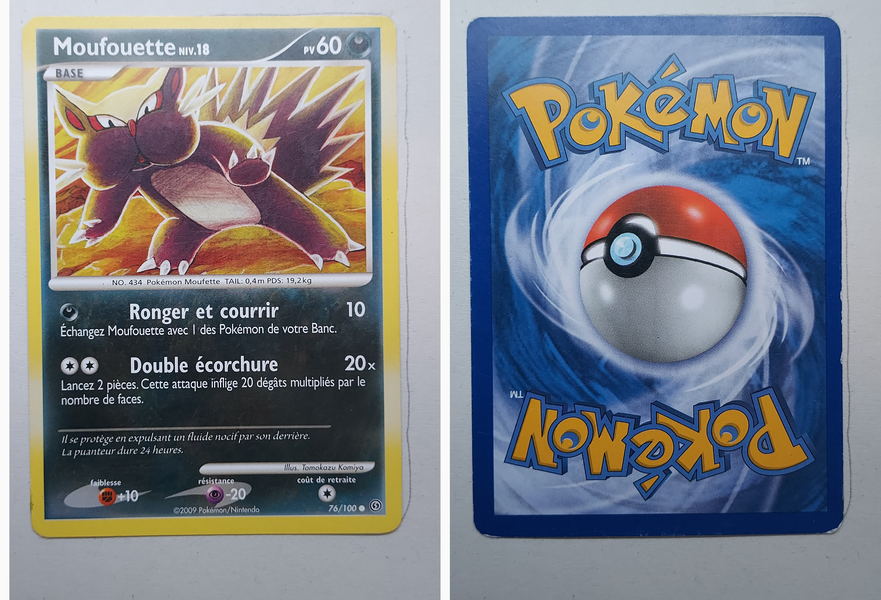 Moufouette NIV.18
PV 60
BASE
NO. 434 Pokémon Moufette TAIL: 0,4m PDS: 19,2kg
Ronger et courrir 10
Échangez Moufouette avec 1 des Pokémon de votre Banc.
Double écorchure 20x
Lancez 2 pièces. Cette attaque inflige 20 dégâts multipliés par le
nombre de faces.
Il se protège en expulsant un fluide nocif par son derrière.
La puanteur dure 24 heures.
Illus. Tomokazu Komiya
faiblesse résistance coût de retraite
+10 -20
©2009 Pokémon/Nintendo 76/100
POKéMON
TM
TM
POKéMON